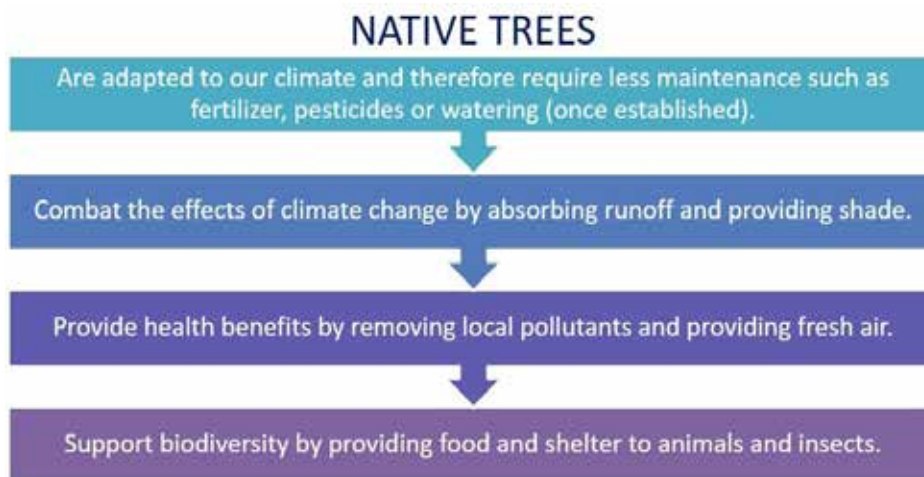 NATIVE TREES
Are adapted to our climate and therefore require less maintenance such as
fertilizer, pesticides or watering (once established).
Combat the effects of climate change by absorbing runoff and providing shade.
Provide health benefits by removing local pollutants and providing fresh air.
Support biodiversity by providing food and shelter to animals and insects.